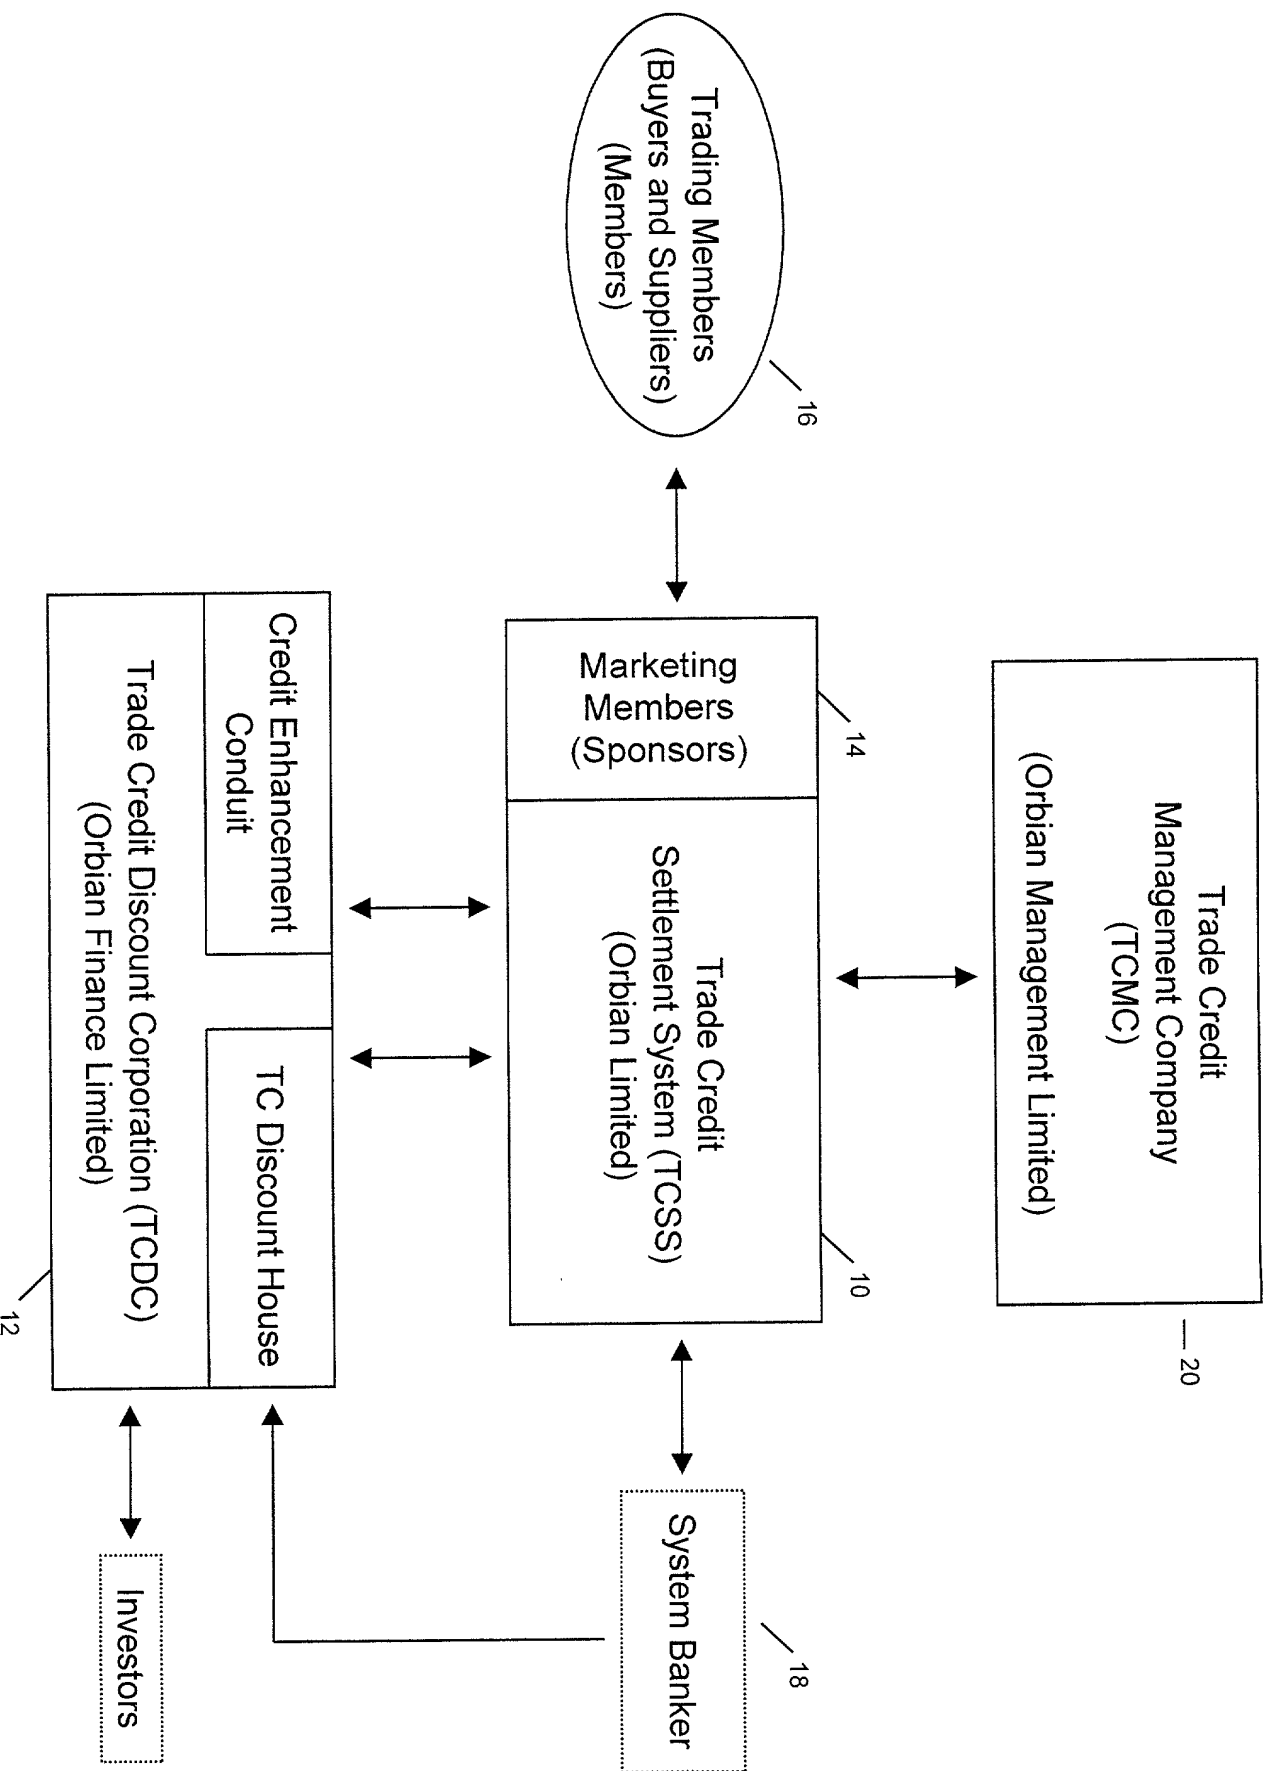 Trade Credit
Management Company
(TCMC)
(Orbian Management Limited)
20
Trading Members
(Buyers and Suppliers)
(Members)
16
Marketing
Members
(Sponsors)
14
Trade Credit
Settlement System (TCSS)
(Orbian Limited)
10
System Banker
18
Credit Enhancement
Conduit
TC Discount House
Trade Credit Discount Corporation (TCDC)
(Orbian Finance Limited)
12
Investors